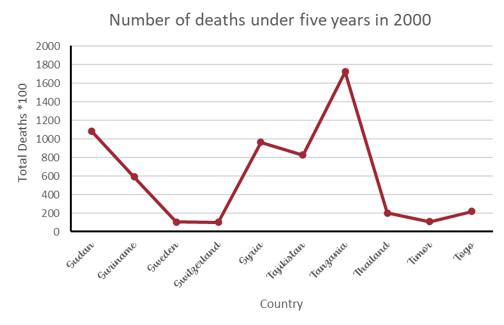 Number of deaths under five years in 2000
Total Deaths *100
2000
1800
1600
1400
1200
1000
800
600
400
200
0
Sudan
Suriname
Sweden
Switzerland
Syria
Tajikistan
Tanzania
Thailand
Timor
Togo
Country